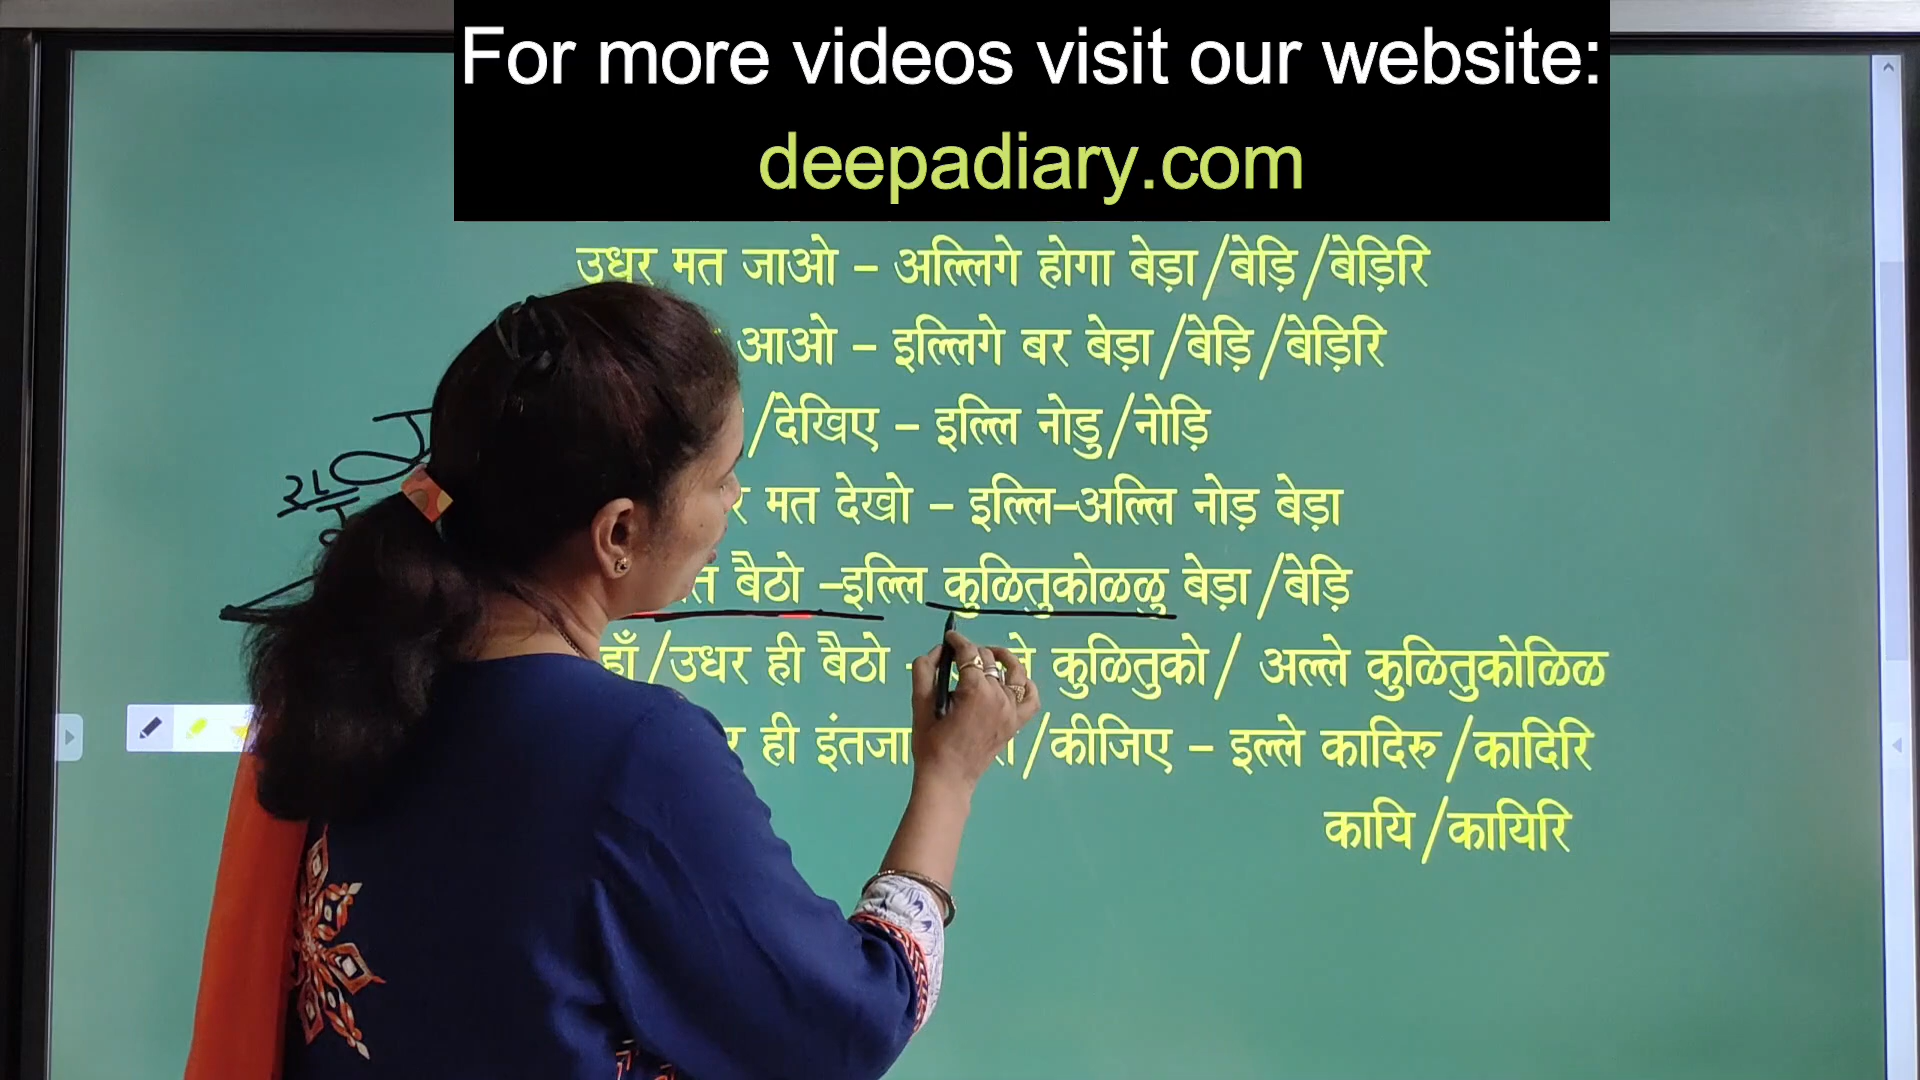 For more videos visit our website:
deepadiary.com
उधर मत जाओ – अल्लिगे होगा बेड़ा/बेड़ि/बेड़िरि
आओ – इल्लिगे बर बेड़ा/बेड़ि/बेड़िरि
/देखिए – इल्लि नोडु/नोड़ि
मत देखो – इल्लि–अल्लि नोड़ बेड़ा
बैठो –इल्लि कुळितुकोळळु बेड़ा/बेड़ि
/उधर ही बैठो – कुळितुको/ अल्ले कुळितुकोळिळ
ही /कीजिए – इल्ले कादिरू/कादिरि
कायि/कायिरि